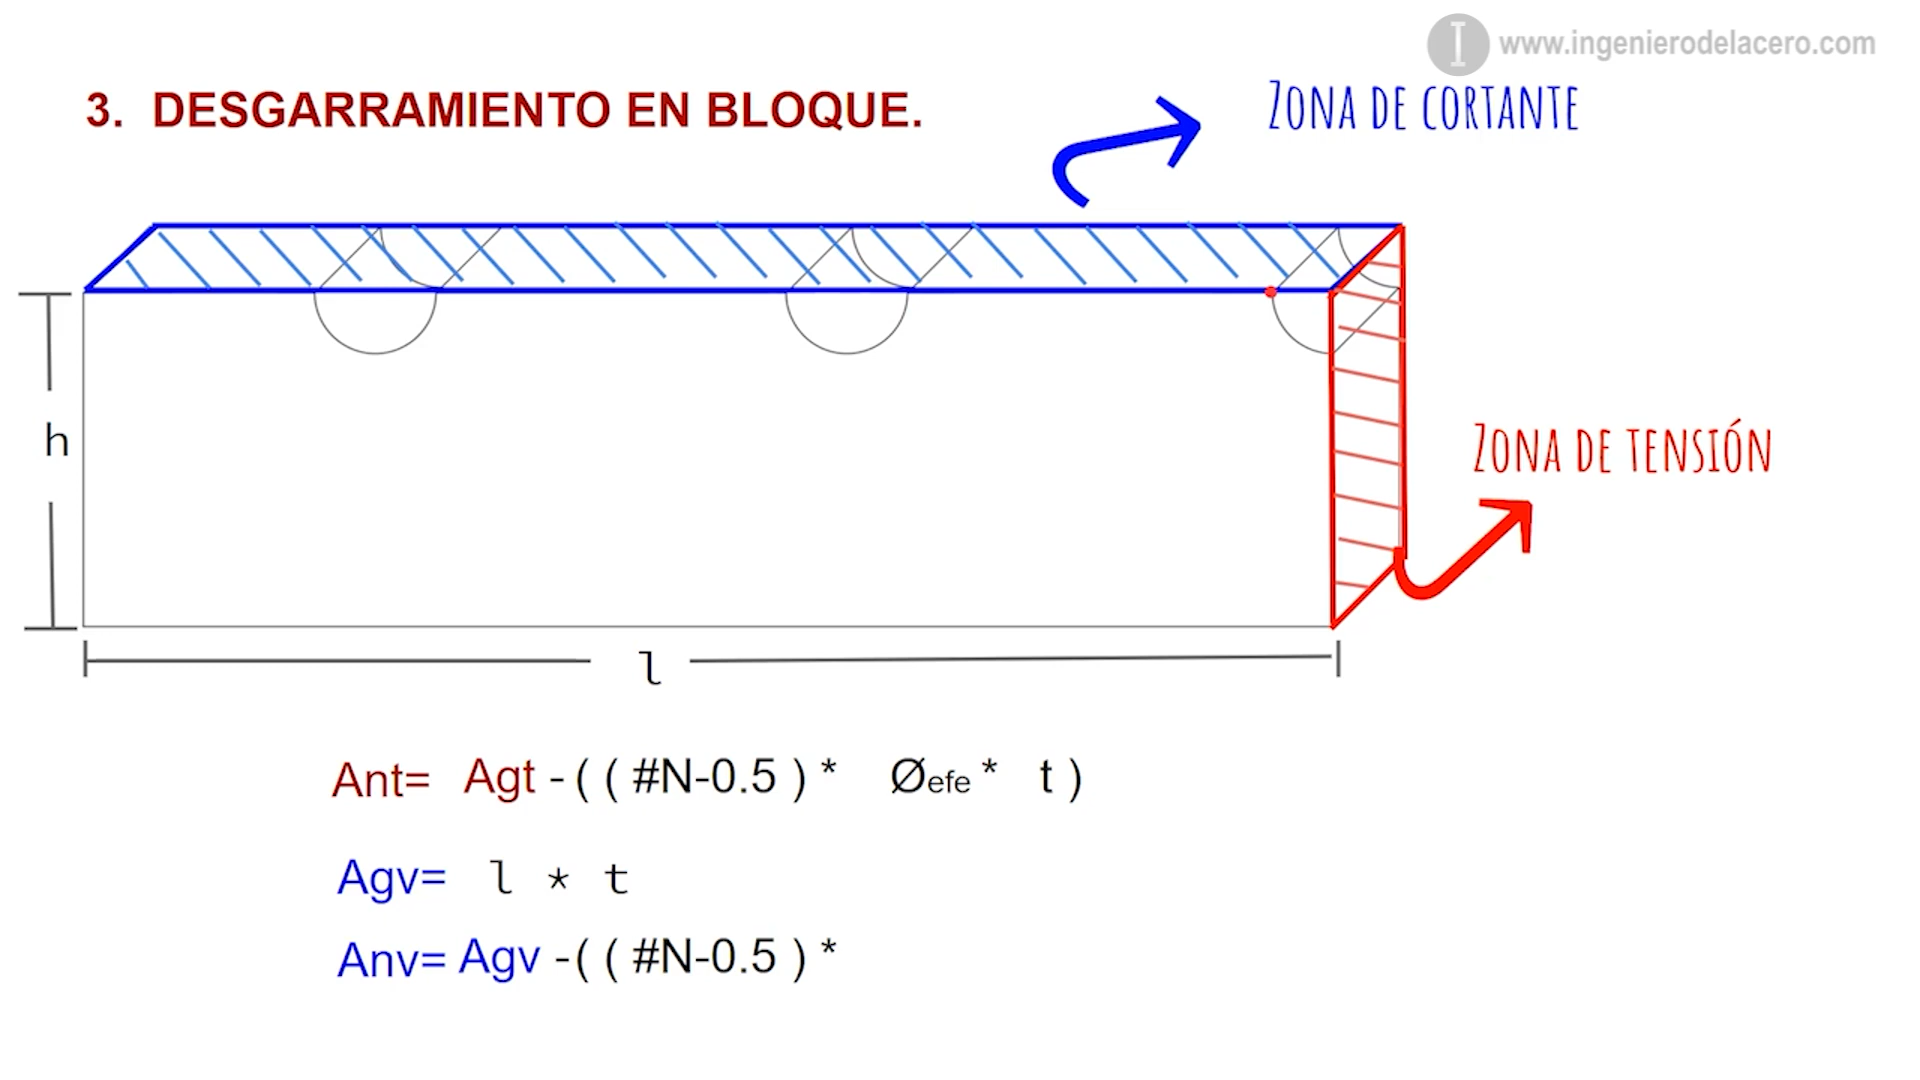 www.ingenierodelacero.com
3. DESGARRAMIENTO EN BLOQUE.
ZONA DE CORTANTE
h
ZONA DE TENSIÓN
l
Ant= Agt -( ( #N-0.5 ) * Øefe * t )
Agv= l * t
Anv= Agv -( ( #N-0.5 ) *